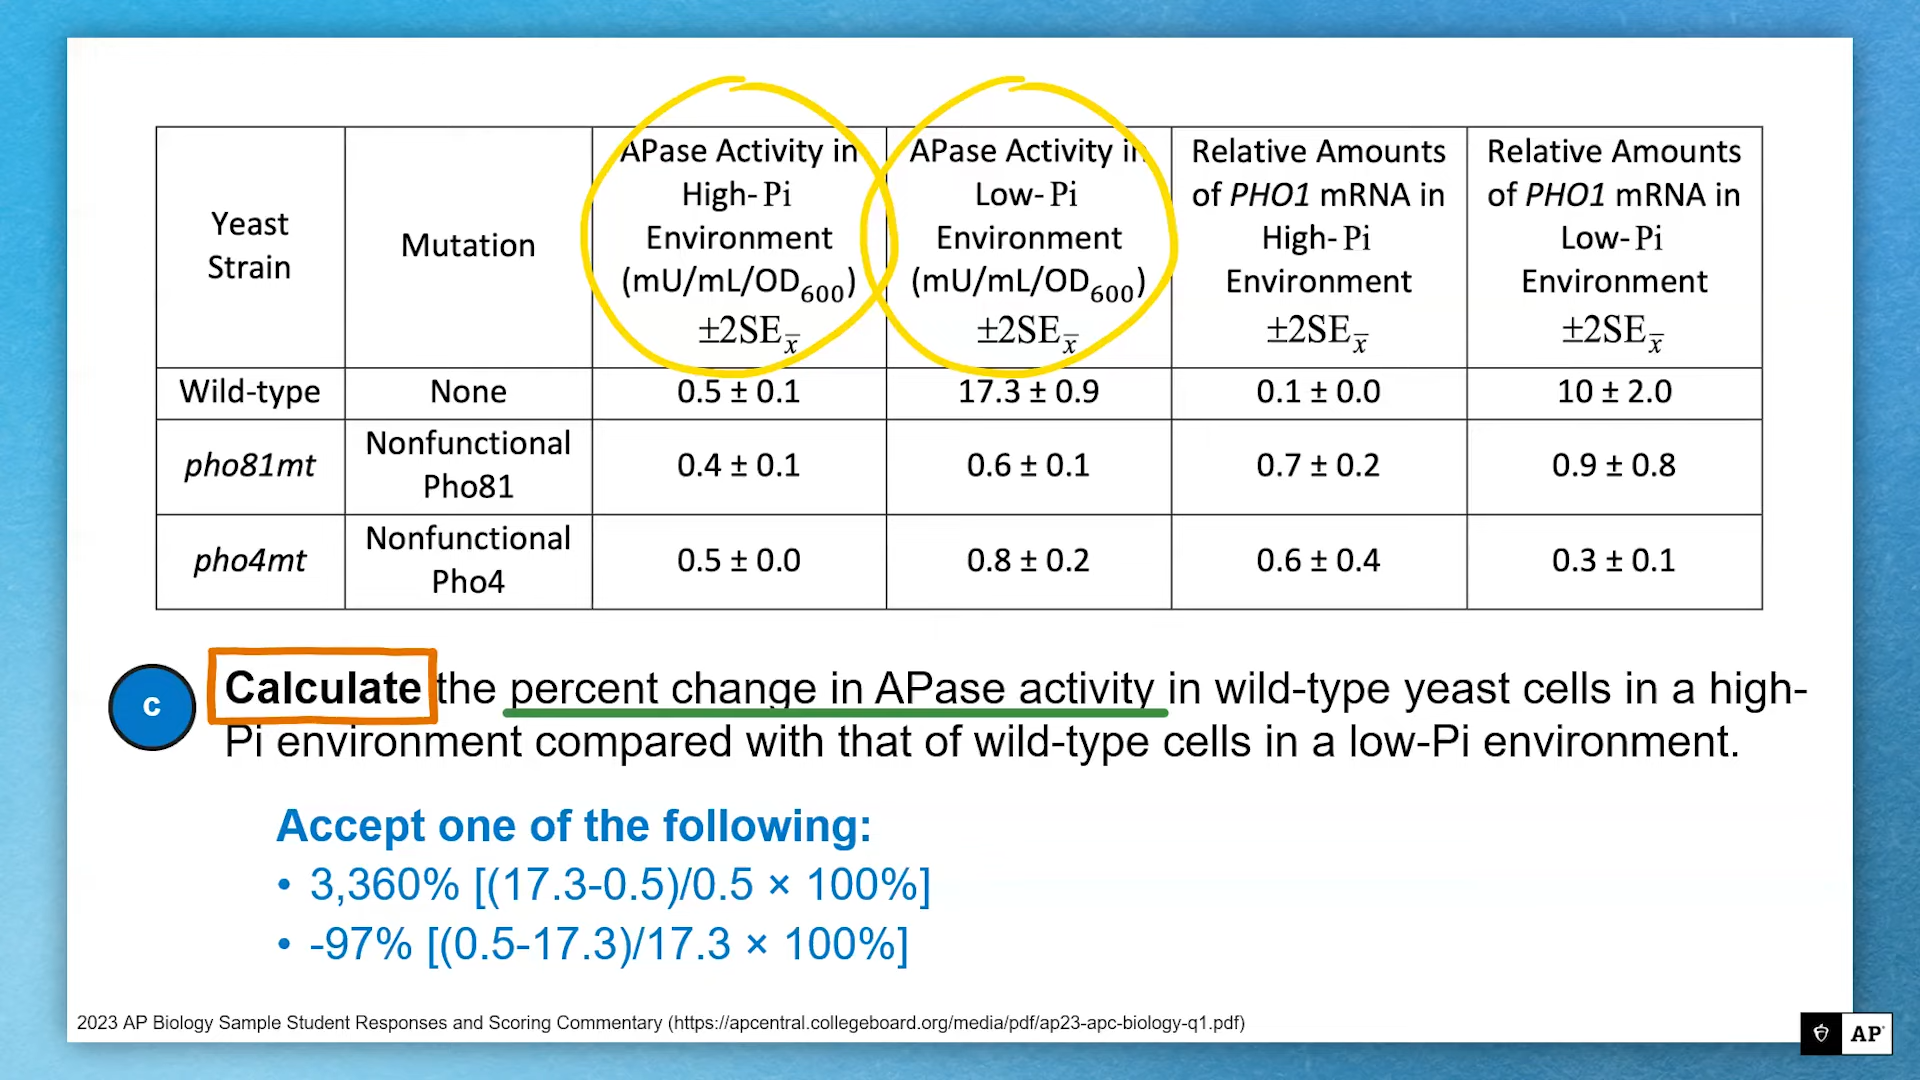 Yeast
Strain
Mutation
APase Activity in
High- Pi
Environment
(mU/mL/OD600)
±2SEx̅
APase Activity in
Low- Pi
Environment
(mU/mL/OD600)
±2SEx̅
Relative Amounts
of PHO1 mRNA in
High- Pi
Environment
±2SEx̅
Relative Amounts
of PHO1 mRNA in
Low- Pi
Environment
±2SEx̅
Wild-type None 0.5 ± 0.1 17.3 ± 0.9 0.1 ± 0.0 10 ± 2.0
pho81mt Nonfunctional Pho81 0.4 ± 0.1 0.6 ± 0.1 0.7 ± 0.2 0.9 ± 0.8
pho4mt Nonfunctional Pho4 0.5 ± 0.0 0.8 ± 0.2 0.6 ± 0.4 0.3 ± 0.1
c
Calculate the percent change in APase activity in wild-type yeast cells in a high-
Pi environment compared with that of wild-type cells in a low-Pi environment.
Accept one of the following:
• 3,360% [(17.3-0.5)/0.5 × 100%]
• -97% [(0.5-17.3)/17.3 × 100%]
2023 AP Biology Sample Student Responses and Scoring Commentary (https://apcentral.collegeboard.org/media/pdf/ap23-apc-biology-q1.pdf)
AP